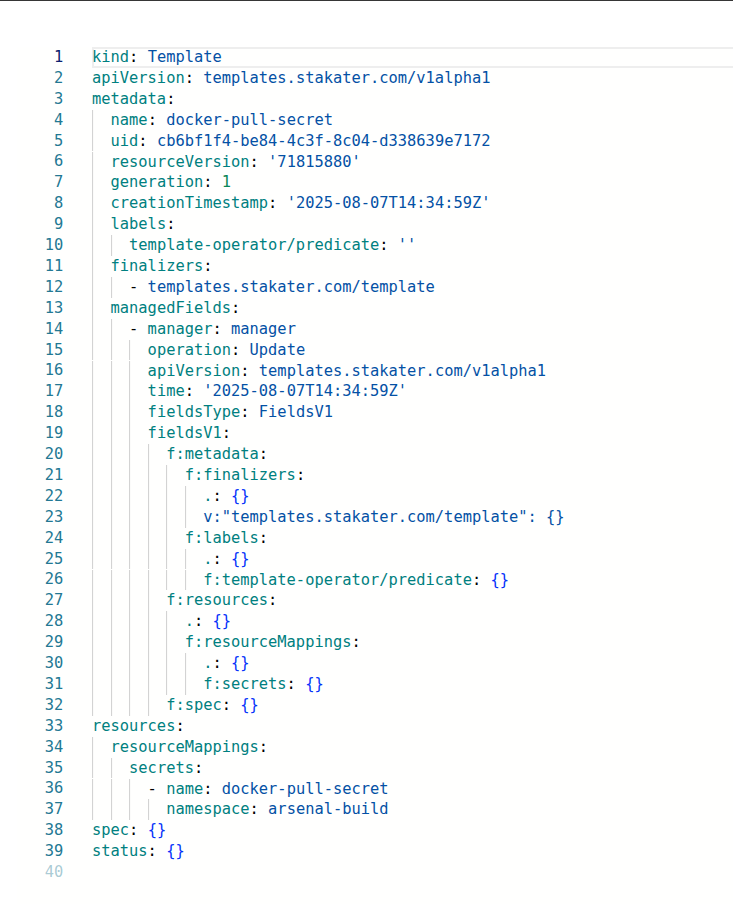 1 kind: Template
2 apiVersion: templates.stakater.com/v1alpha1
3 metadata:
4   name: docker-pull-secret
5   uid: cb6bf1f4-be84-4c3f-8c04-d338639e7172
6   resourceVersion: '71815880'
7   generation: 1
8   creationTimestamp: '2025-08-07T14:34:59Z'
9   labels:
10     template-operator/predicate: ''
11   finalizers:
12     - templates.stakater.com/template
13   managedFields:
14     - manager: manager
15       operation: Update
16       apiVersion: templates.stakater.com/v1alpha1
17       time: '2025-08-07T14:34:59Z'
18       fieldsType: FieldsV1
19       fieldsV1:
20         f:metadata:
21           f:finalizers:
22             .: {}
23             v:"templates.stakater.com/template": {}
24           f:labels:
25             .: {}
26             f:template-operator/predicate: {}
27         f:resources:
28           .: {}
29           f:resourceMappings:
30             .: {}
31             f:secrets: {}
32         f:spec: {}
33 resources:
34   resourceMappings:
35     secrets:
36       - name: docker-pull-secret
37         namespace: arsenal-build
38 spec: {}
39 status: {}
40